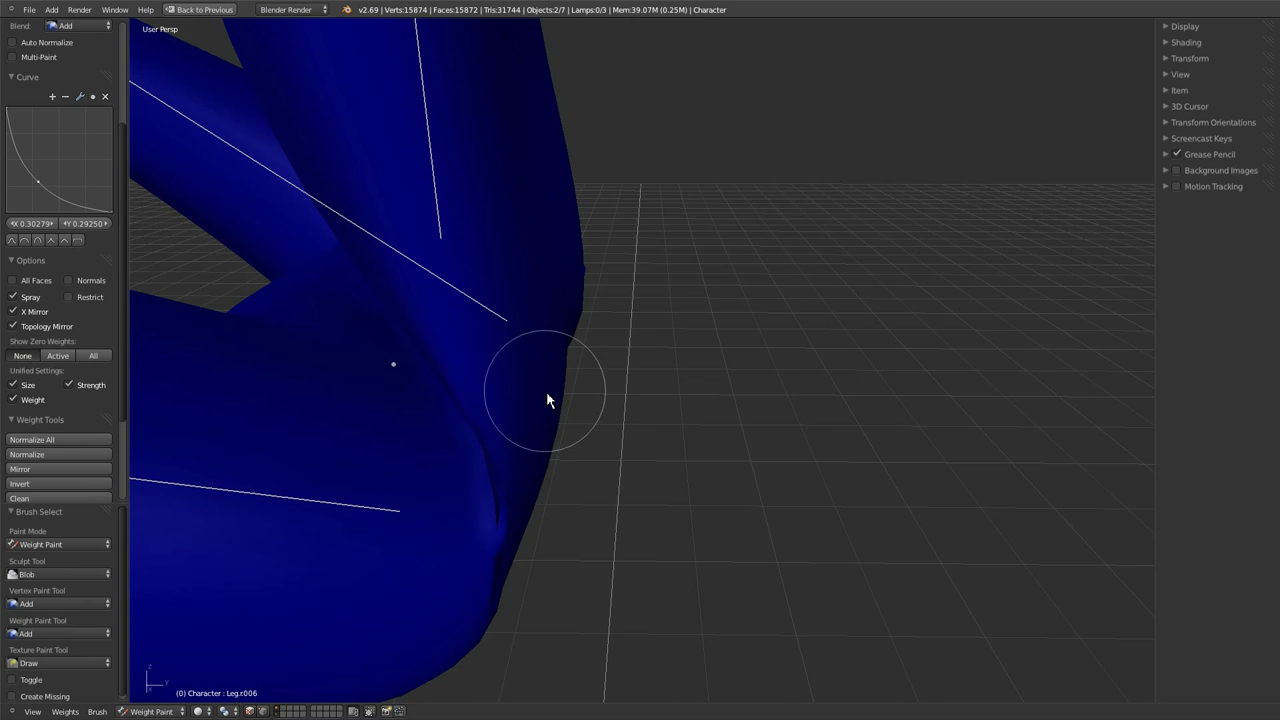 File Add Render Window Help Back to Previous Blender Render v2.69 | Verts:15874 | Faces:15872 | Tris:31744 | Objects:2/7 | Lamps:0/3 | Mem:39.07M (0.25M) | Character
Blend: Add
Auto Normalize
Multi-Paint
Curve
X 0.30279 Y 0.29250
Options
All Faces Normals
Spray Restrict
X Mirror
Topology Mirror
Show Zero Weights:
None Active All
Unified Settings:
Size Strength
Weight
Weight Tools
Normalize All
Normalize
Mirror
Invert
Clean
Brush Select
Paint Mode
Weight Paint
Sculpt Tool
Blob
Vertex Paint Tool
Add
Weight Paint Tool
Add
Texture Paint Tool
Draw
Toggle
Create Missing
User Persp
z
y
x
(0) Character : Leg.r.006
Display
Shading
Transform
View
Item
3D Cursor
Transform Orientations
Screencast Keys
Grease Pencil
Background Images
Motion Tracking
View Weights Brush Weight Paint